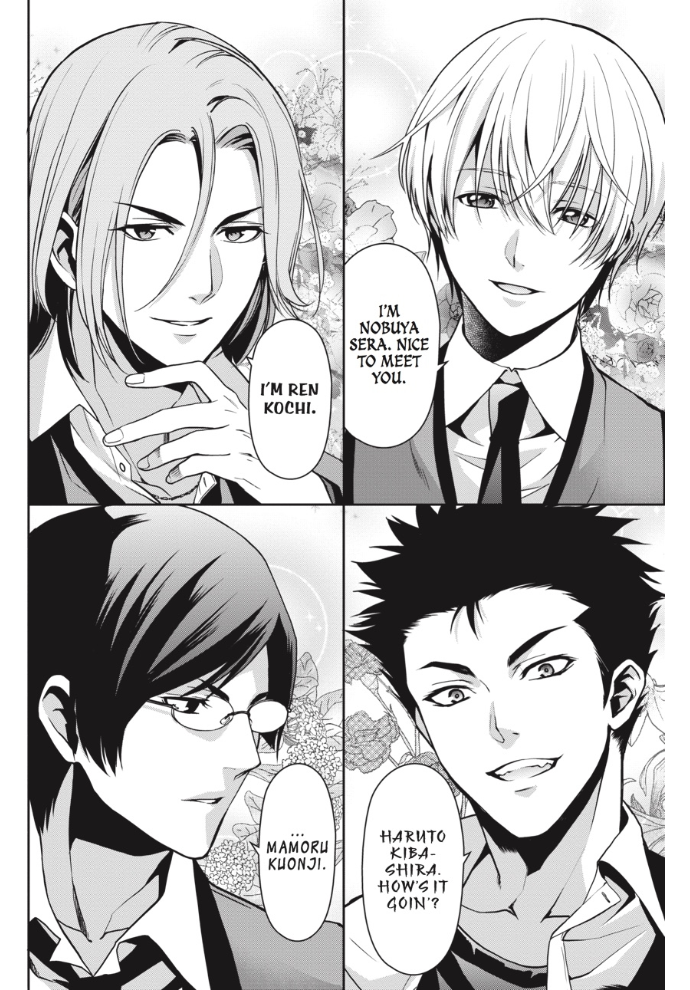 I'M
NOBUYA
SERA. NICE
TO MEET
YOU.
I'M REN
KOCHI.
HARUTO
KIBA-
SHIRA.
HOW'S IT
GOIN'?
...
MAMORU
KUONJI.